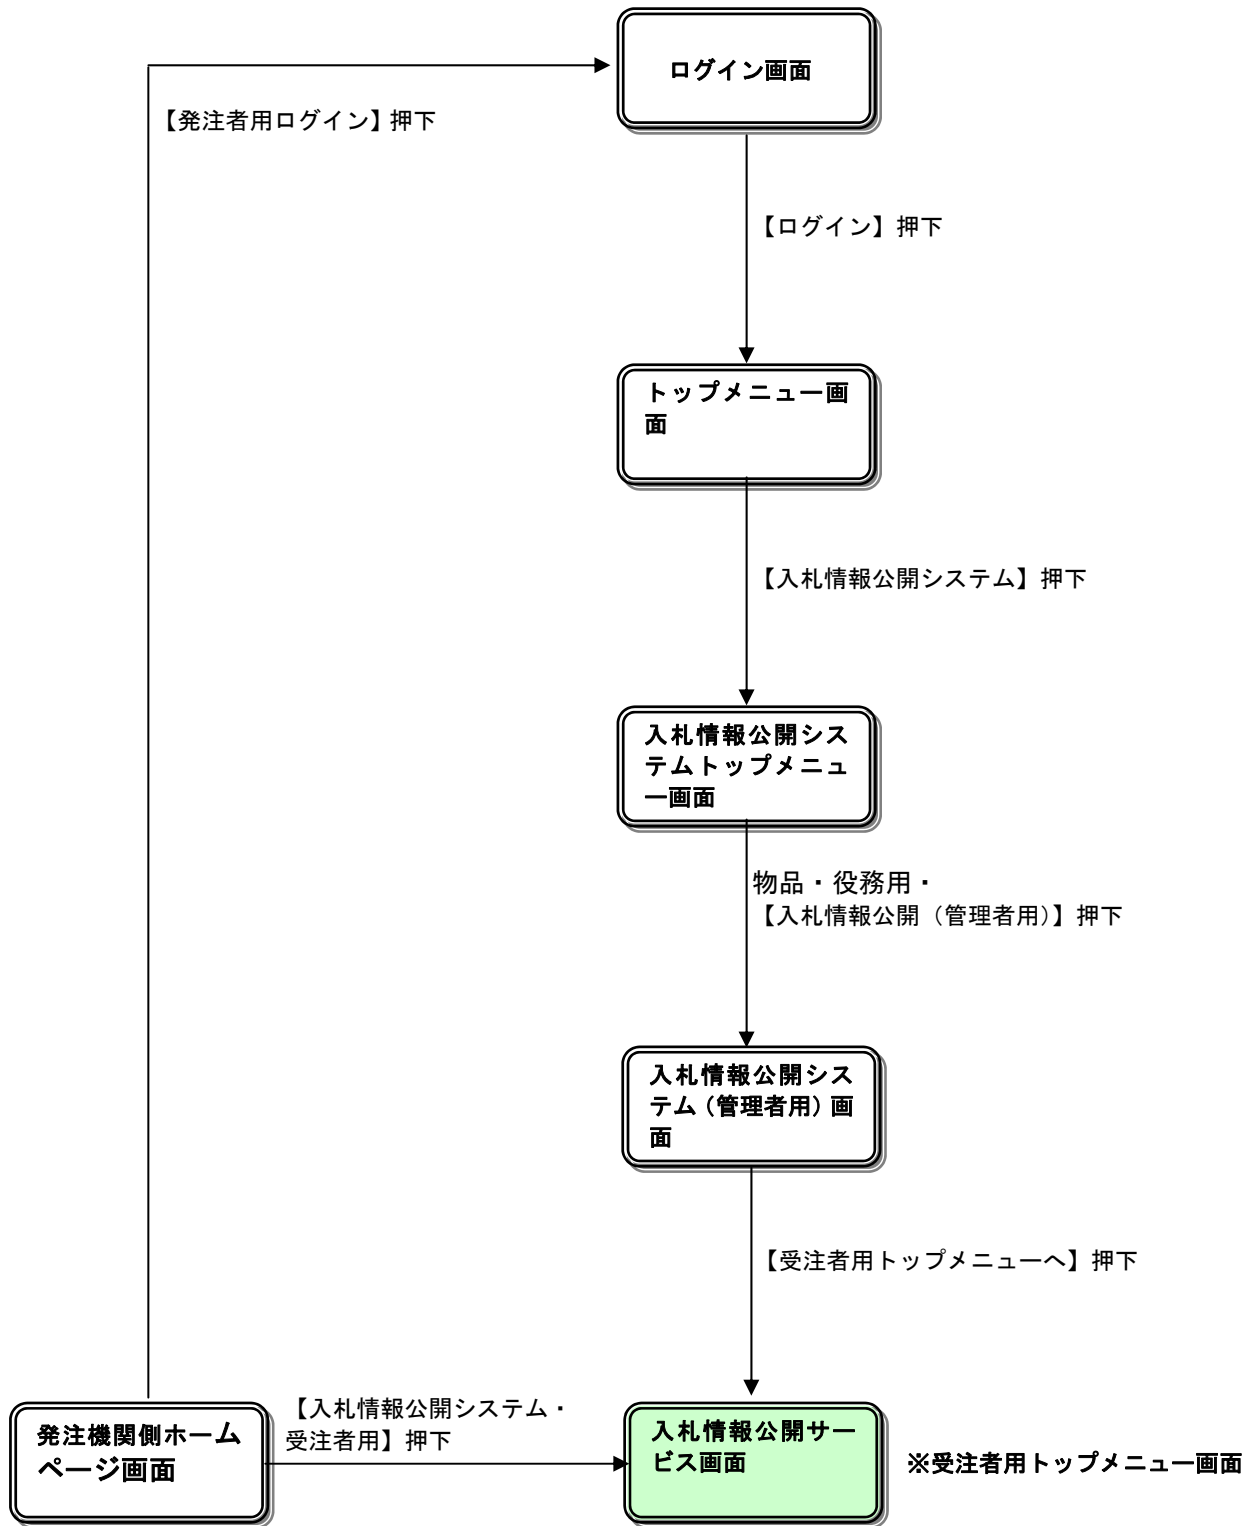 ログイン画面
【発注者用ログイン】押下
【ログイン】押下
トップメニュー画
面
【入札情報公開システム】押下
入札情報公開シス
テムトップメニュ
ー画面
物品・役務用・
【入札情報公開（管理者用）】押下
入札情報公開シス
テム（管理者用）画
面
【受注者用トップメニューへ】押下
発注機関側ホーム
ページ画面
【入札情報公開システム・
受注者用】押下
入札情報公開サー
ビス画面
※受注者用トップメニュー画面